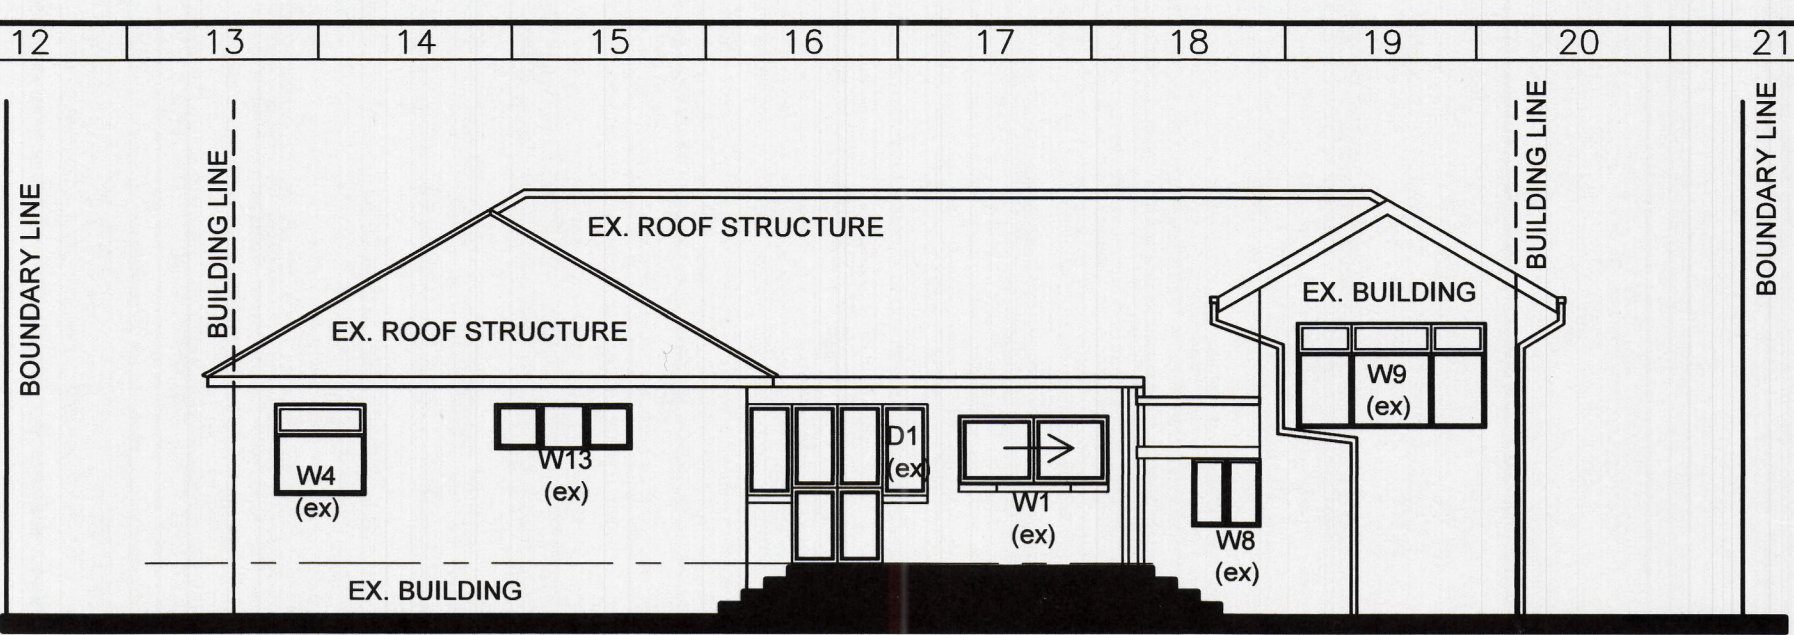 12 13 14 15 16 17 18 19 20 21
BOUNDARY LINE
BUILDING LINE
BUILDING LINE
BOUNDARY LINE
EX. ROOF STRUCTURE
EX. ROOF STRUCTURE
EX. BUILDING
W4
(ex)
W13
(ex)
D1
(ex)
W1
(ex)
W8
(ex)
W9
(ex)
EX. BUILDING